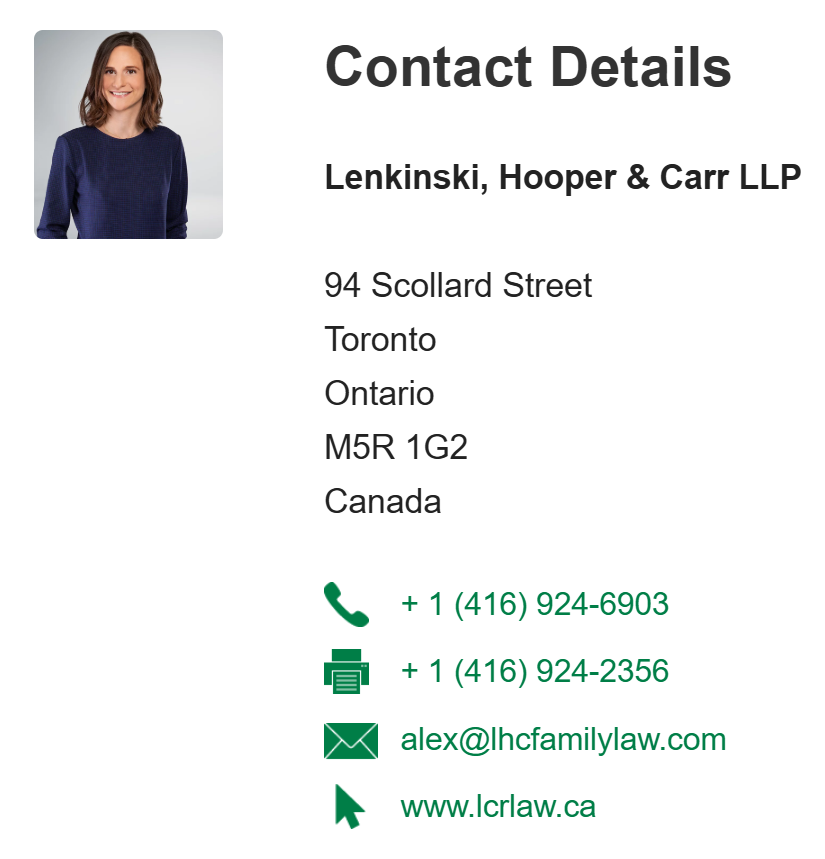 Contact Details
Lenkinski, Hooper & Carr LLP
94 Scollard Street
Toronto
Ontario
M5R 1G2
Canada
+ 1 (416) 924-6903
+ 1 (416) 924-2356
alex@lhcfamilylaw.com
www.lcrlaw.ca